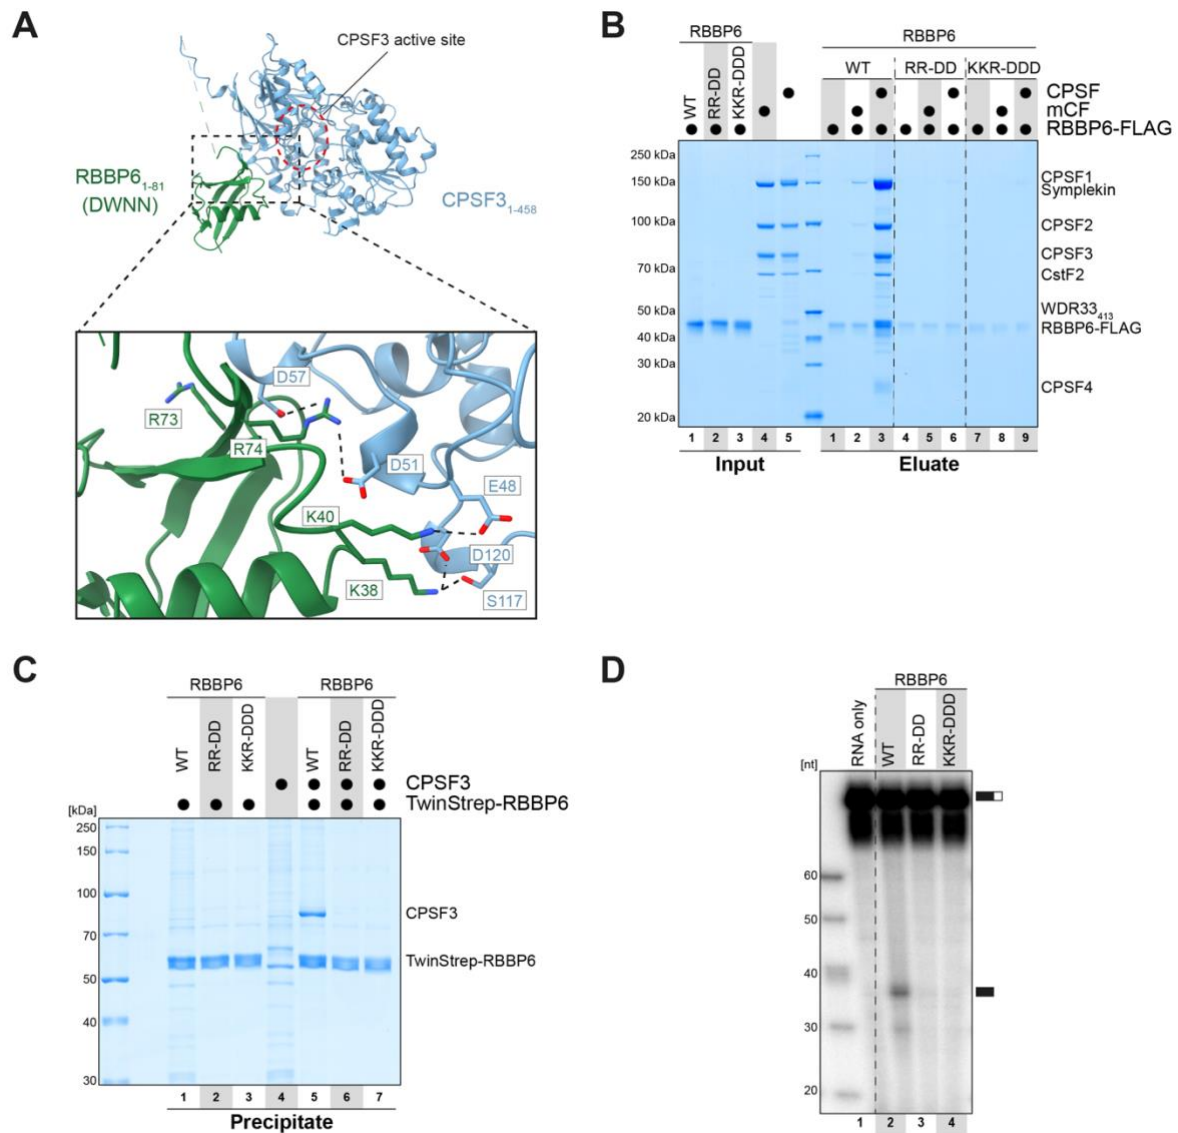 A
CPSF3 active site
RBBP6₁₋₈₁
(DWNN)
CPSF3₁₋₄₅₈
D57
R73
R74
D51
E48
K40
D120
K38
S117
B
RBBP6
RBBP6
WT
RR-DD
KKR-DDD
WT
RR-DD
KKR-DDD
CPSF
mCF
RBBP6-FLAG
250 kDa
150 kDa
100 kDa
70 kDa
50 kDa
40 kDa
30 kDa
20 kDa
CPSF1
Symplekin
CPSF2
CPSF3
CstF2
WDR33₄₁₃
RBBP6-FLAG
CPSF4
1 2 3 4 5 1 2 3 4 5 6 7 8 9
Input Eluate
C
RBBP6 RBBP6
WT
RR-DD
KKR-DDD
WT
RR-DD
KKR-DDD
CPSF3
TwinStrep-RBBP6
[kDa]
250
150
100
70
50
40
30
CPSF3
TwinStrep-RBBP6
1 2 3 4 5 6 7
Precipitate
D
RBBP6
RNA only
WT
RR-DD
KKR-DDD
[nt]
60
50
40
30
20
1 2 3 4